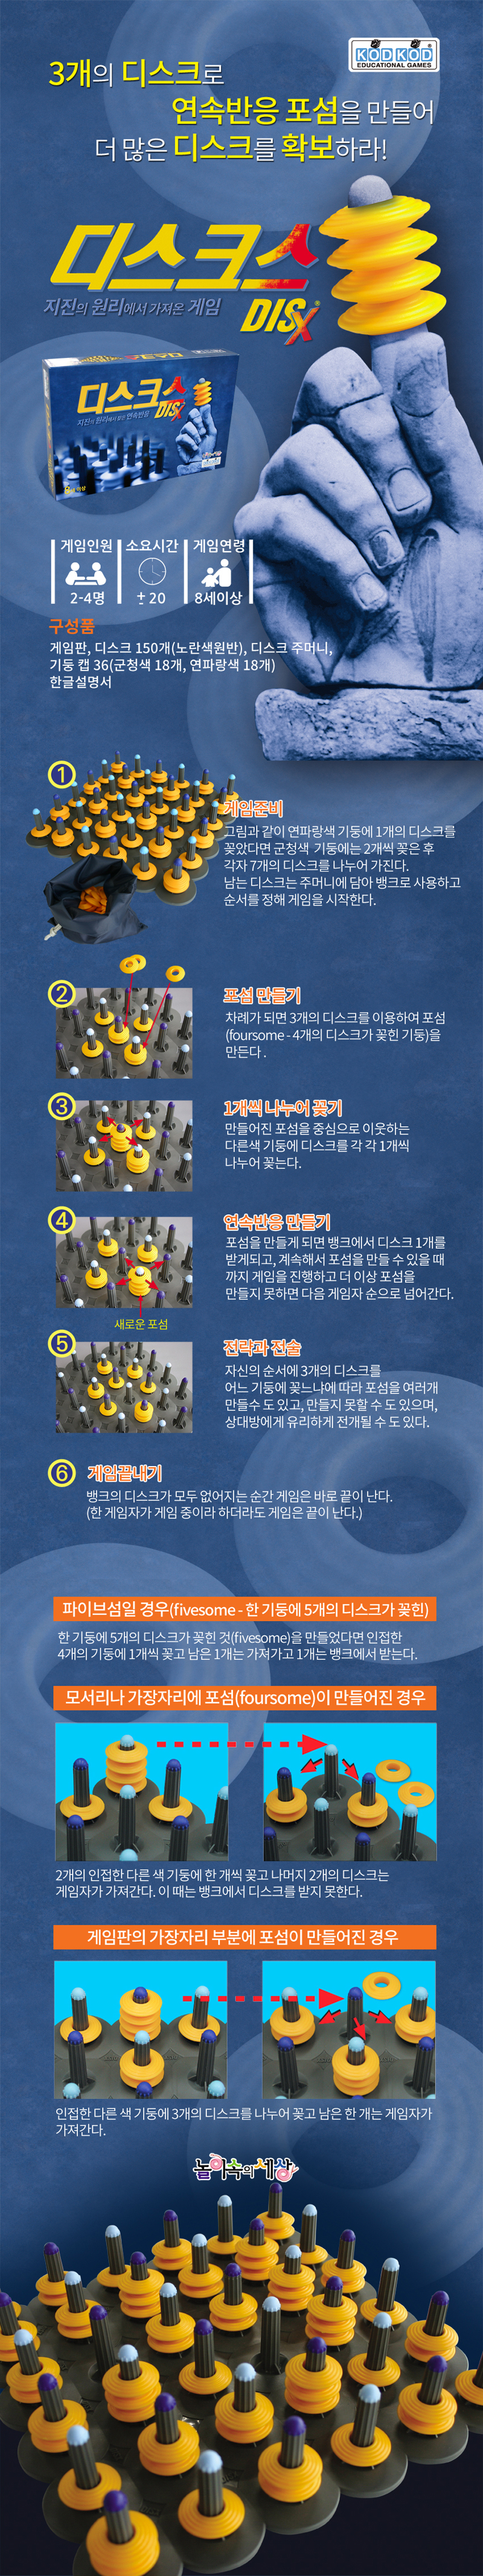 KODKOD
EDUCATIONAL GAMES
3개의 디스크로
연속반응 포섬을 만들어
더 많은 디스크를 확보하라!
디스크스
지진의 원리에서 가져온 게임
DISX
디스크스
DISX
게임인원
소요시간
게임연령
2-4명
± 20
8세이상
구성품
게임판, 디스크 150개(노란색원반), 디스크 주머니,
기둥 캡 36(군청색 18개, 연파랑색 18개)
한글설명서
1
게임준비
그림과 같이 연파랑색 기둥에 1개의 디스크를
꽂았다면 군청색 기둥에는 2개씩 꽂은 후
각자 7개의 디스크를 나누어 가진다.
남는 디스크는 주머니에 담아 뱅크로 사용하고
순서를 정해 게임을 시작한다.
2
포섬 만들기
차례가 되면 3개의 디스크를 이용하여 포섬
(foursome - 4개의 디스크가 꽂힌 기둥)을
만든다 .
3
1개씩 나누어 꽂기
만들어진 포섬을 중심으로 이웃하는
다른색 기둥에 디스크를 각 각 1개씩
나누어 꽂는다.
4
연속반응 만들기
포섬을 만들게 되면 뱅크에서 디스크 1개를
받게되고, 계속해서 포섬을 만들 수 있을 때
까지 게임을 진행하고 더 이상 포섬을
만들지 못하면 다음 게임자 순으로 넘어간다.
새로운 포섬
5
전략과 전술
자신의 순서에 3개의 디스크를
어느 기둥에 꽂느냐에 따라 포섬을 여러개
만들수 도 있고, 만들지 못할 수 도 있으며,
상대방에게 유리하게 전개될 수 도 있다.
6
게임끝내기
뱅크의 디스크가 모두 없어지는 순간 게임은 바로 끝이 난다.
(한 게임자가 게임 중이라 하더라도 게임은 끝이 난다.)
파이브섬일 경우(fivesome - 한 기둥에 5개의 디스크가 꽂힌)
한 기둥에 5개의 디스크가 꽂힌 것(fivesome)을 만들었다면 인접한
4개의 기둥에 1개씩 꽂고 남은 1개는 가져가고 1개는 뱅크에서 받는다.
모서리나 가장자리에 포섬(foursome)이 만들어진 경우
2개의 인접한 다른 색 기둥에 한 개씩 꽂고 나머지 2개의 디스크는
게임자가 가져간다. 이 때는 뱅크에서 디스크를 받지 못한다.
게임판의 가장자리 부분에 포섬이 만들어진 경우
인접한 다른 색 기둥에 3개의 디스크를 나누어 꽂고 남은 한 개는 게임자가
가져간다.
놀이속의세상